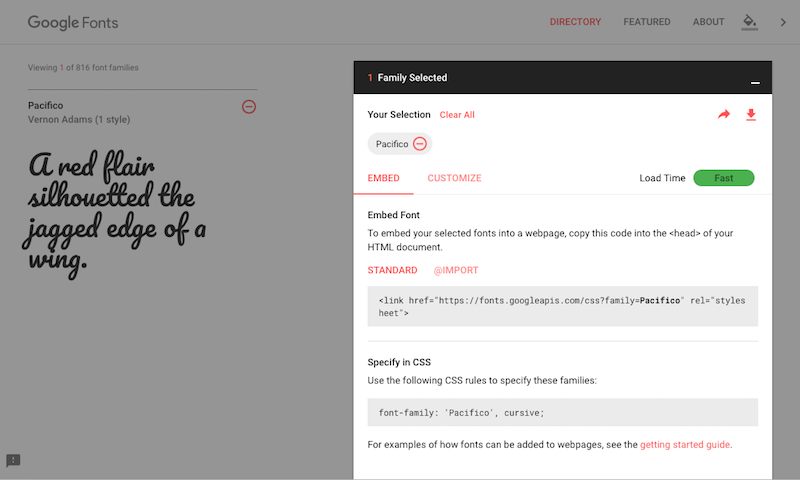 Google Fonts
DIRECTORY
FEATURED
ABOUT
Viewing 1 of 816 font families
Pacifico
Vernon Adams (1 style)
A red flair
silhouetted the
jagged edge of a
wing.
1 Family Selected
Your Selection Clear All
Pacifico
EMBED
CUSTOMIZE
Load Time Fast
Embed Font
To embed your selected fonts into a webpage, copy this code into the <head> of your
HTML document.
STANDARD
@IMPORT
<link href="https://fonts.googleapis.com/css?family=Pacifico" rel="styles
heet">
Specify in CSS
Use the following CSS rules to specify these families:
font-family: 'Pacifico', cursive;
For examples of how fonts can be added to webpages, see the getting started guide.